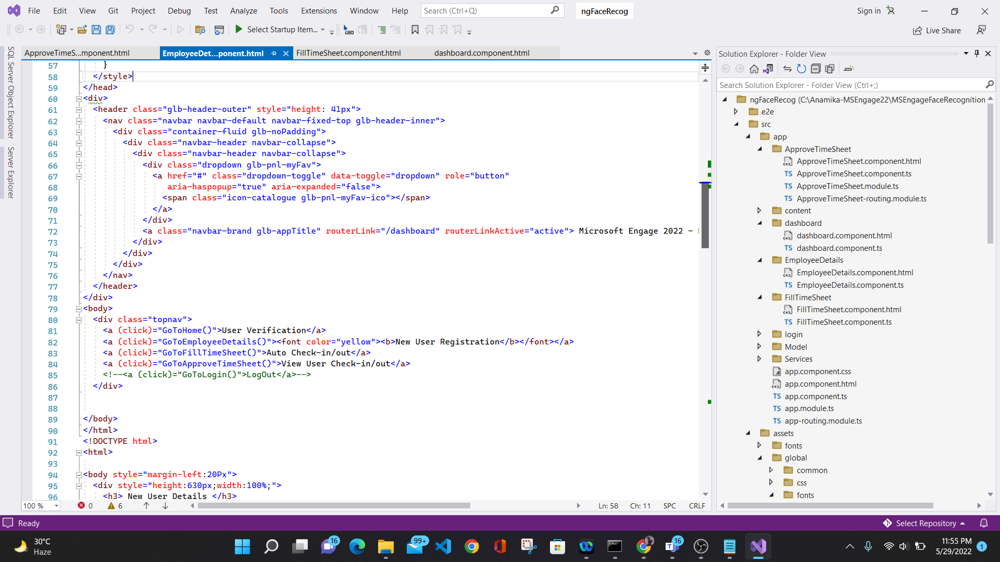 File Edit View Git Project Debug Test Analyze Tools Extensions Window Help Search (Ctrl+Q) ngFaceRecog Sign in
Select Startup Item... Live Share
SQL Server Object Explorer
Server Explorer
ApproveTimeS...mponent.html EmployeeDet...ponent.html FillTimeSheet.component.html dashboard.component.html
57 }
58 </style>
59 </head>
60 <div>
61 <header class="glb-header-outer" style="height: 41px">
62 <nav class="navbar navbar-default navbar-fixed-top glb-header-inner">
63 <div class="container-fluid glb-noPadding">
64 <div class="navbar-header navbar-collapse">
65 <div class="navbar-header navbar-collapse">
66 <div class="dropdown glb-pnl-myFav">
67 <a href="#" class="dropdown-toggle" data-toggle="dropdown" role="button"
68 aria-haspopup="true" aria-expanded="false">
69 <span class="icon-catalogue glb-pnl-myFav-ico"></span>
70 </a>
71 </div>
72 <a class="navbar-brand glb-appTitle" routerLink="/dashboard" routerLinkActive="active"> Microsoft Engage 2022 -
73 </div>
74 </div>
75 </div>
76 </nav>
77 </header>
78 </div>
79 <body>
80 <div class="topnav">
81 <a (click)="GoToHome()">User Verification</a>
82 <a (click)="GoToEmployeeDetails()"><font color="yellow"><b>New User Registration</b></font></a>
83 <a (click)="GoToFillTimeSheet()">Auto Check-in/out</a>
84 <a (click)="GoToApproveTimeSheet()">View User Check-in/out</a>
85 <!--<a (click)="GoToLogin()">LogOut</a>-->
86 </div>
87
88
89 </body>
90 </html>
91 <!DOCTYPE html>
92 <html>
93
94 <body style="margin-left:20Px">
95 <div style="height:630px;width:100%;">
96 <h3> New User Details </h3>
100 % 0 6 Ln: 58 Ch: 11 SPC CRLF
Solution Explorer - Folder View
Search Solution Explorer - Folder View (Ctrl+;)
ngFaceRecog (C:\Anamika-MSEngage22\MSEngageFaceRecognition
e2e
src
app
ApproveTimeSheet
ApproveTimeSheet.component.html
TS ApproveTimeSheet.component.ts
TS ApproveTimeSheet.module.ts
TS ApproveTimeSheet-routing.module.ts
content
dashboard
dashboard.component.html
TS dashboard.component.ts
EmployeeDetails
EmployeeDetails.component.html
TS EmployeeDetails.component.ts
FillTimeSheet
FillTimeSheet.component.html
TS FillTimeSheet.component.ts
login
Model
Services
app.component.css
app.component.html
TS app.component.ts
TS app.module.ts
TS app-routing.module.ts
assets
fonts
global
common
css
fonts
Ready Select Repository
30°C
Haze
16 99+ 16
11:55 PM
5/29/2022
1